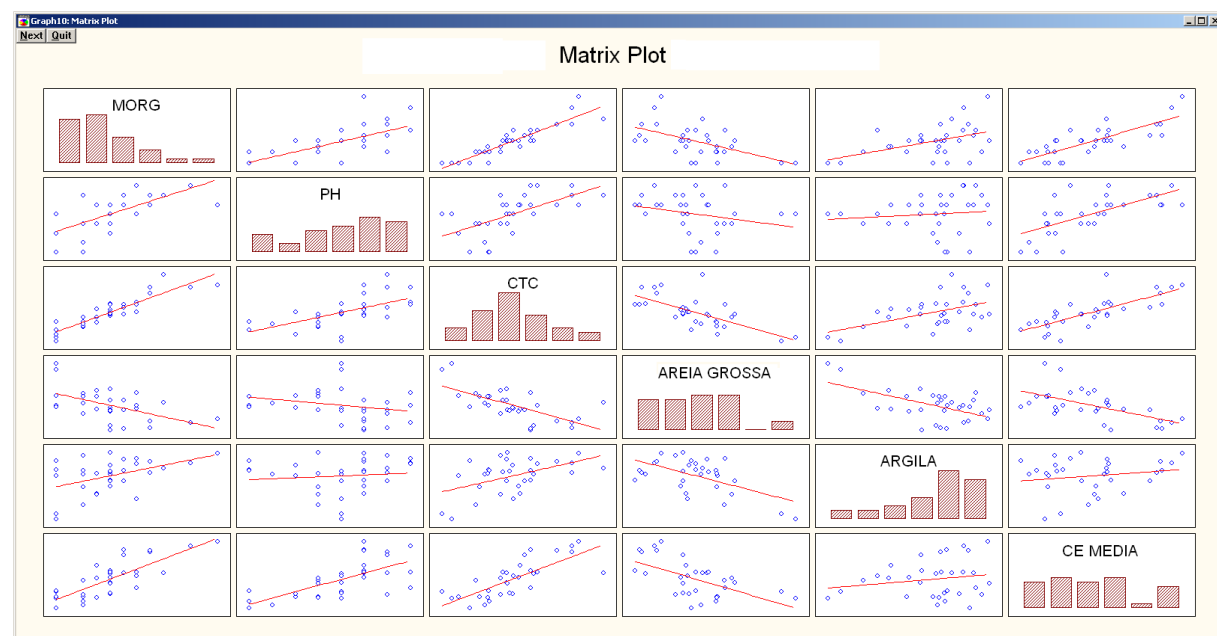 Graph10: Matrix Plot
Next Quit
Matrix Plot
MORG
PH
CTC
AREIA GROSSA
ARGILA
CE MEDIA